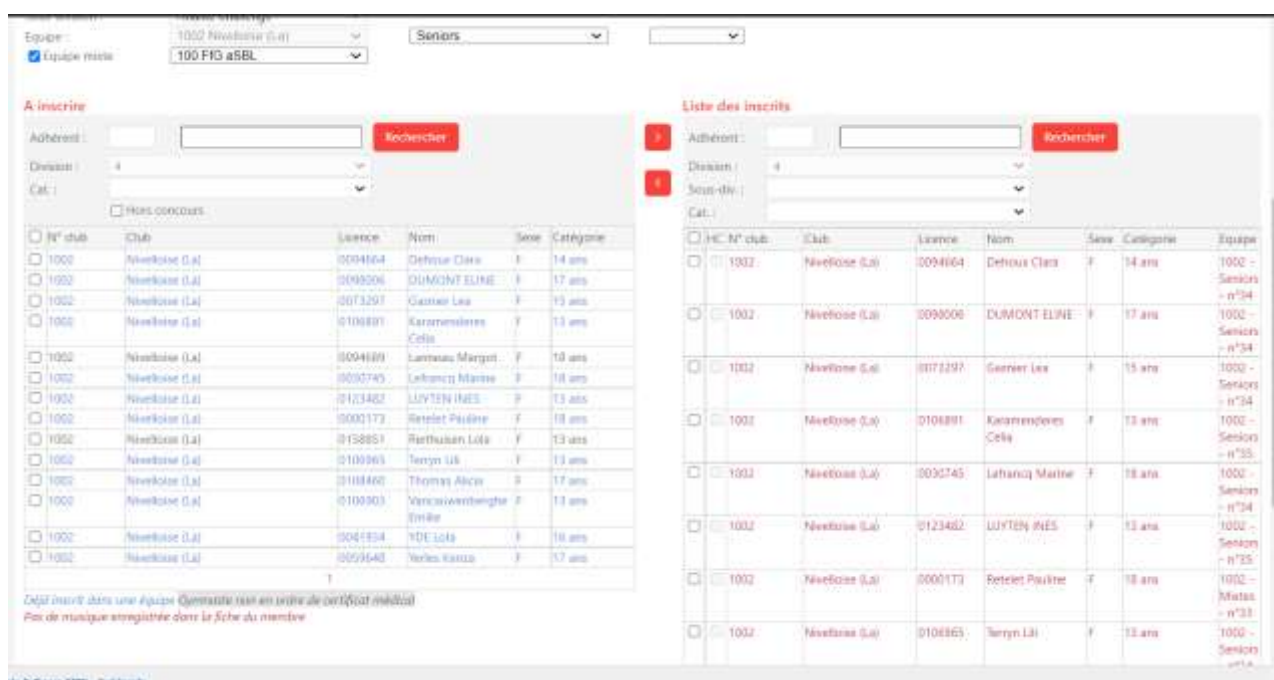 Equipe : 1002 Nivelloise (La) Seniors
Equipe mixte 100 FfG aSBL
A inscrire
Adhérent : Rechercher
Division : 4
Cat. :
Hors concours
N° club Club Licence Nom Sexe Catégorie
1002 Nivelloise (La) 0094664 Dehoux Clara F 14 ans
1002 Nivelloise (La) 0098006 DUMONT ELINE F 17 ans
1002 Nivelloise (La) 0073297 Garnier Lea F 15 ans
1002 Nivelloise (La) 0106891 Karamenderes F 13 ans
Celia
1002 Nivelloise (La) Lanneau Margot F 18 ans
1002 Nivelloise (La) 0030745 Lefrancq Marine F 18 ans
1002 Nivelloise (La) 0123482 LUYTEN INES F 13 ans
1002 Nivelloise (La) 0000173 Retelet Pauline F 18 ans
1002 Nivelloise (La) Lola F 13 ans
1002 Nivelloise (La) Terryn Lili F 13 ans
1002 Nivelloise (La) Thomas Alicia F 17 ans
1002 Nivelloise (La) Vancauwenberghe F 13 ans
Emilie
1002 Nivelloise (La) YDE Lola F 18 ans
1002 Nivelloise (La) F 17 ans
1
Déjà inscrit dans une équipe Gymnaste non en ordre de certificat médical
Pas de musique enregistrée dans la fiche du membre
Liste des inscrits
Adhérent : Rechercher
Division : 4
Sous-div. :
Cat. :
HC N° club Club Licence Nom Sexe Catégorie Equipe
1002 Nivelloise (La) 0094664 Dehoux Clara F 14 ans 1002 -
Seniors
- n°34
1002 Nivelloise (La) 0098006 DUMONT ELINE F 17 ans 1002 -
Seniors
- n°34
1002 Nivelloise (La) 0073297 Garnier Lea F 15 ans 1002 -
Seniors
- n°34
1002 Nivelloise (La) 0106891 Karamenderes F 13 ans 1002 -
Celia Seniors
- n°35
1002 Nivelloise (La) 0030745 Lefrancq Marine F 18 ans 1002 -
Seniors
- n°34
1002 Nivelloise (La) 0123482 LUYTEN INES F 13 ans 1002 -
Seniors
- n°35
1002 Nivelloise (La) 0000173 Retelet Pauline F 18 ans 1002 -
Mixtes
- n°33
1002 Nivelloise (La) Terryn Lili F 13 ans 1002 -
Seniors